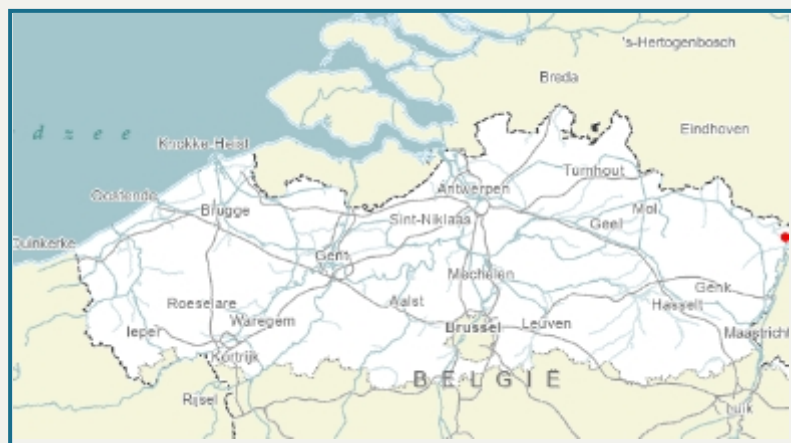 's-Hertogenbosch
Breda
dzee
Eindhoven
Knokke-Heist
Turnhout
Oostende
Antwerpen
Mol
Brugge
Sint-Niklaas
Geel
Duinkerke
Gent
Mechelen
Genk
Roeselare
Aalst
Hasselt
Ieper
Waregem
Brussel
Leuven
Maastricht
Kortrijk
BELGIË
Rijsel
Luik